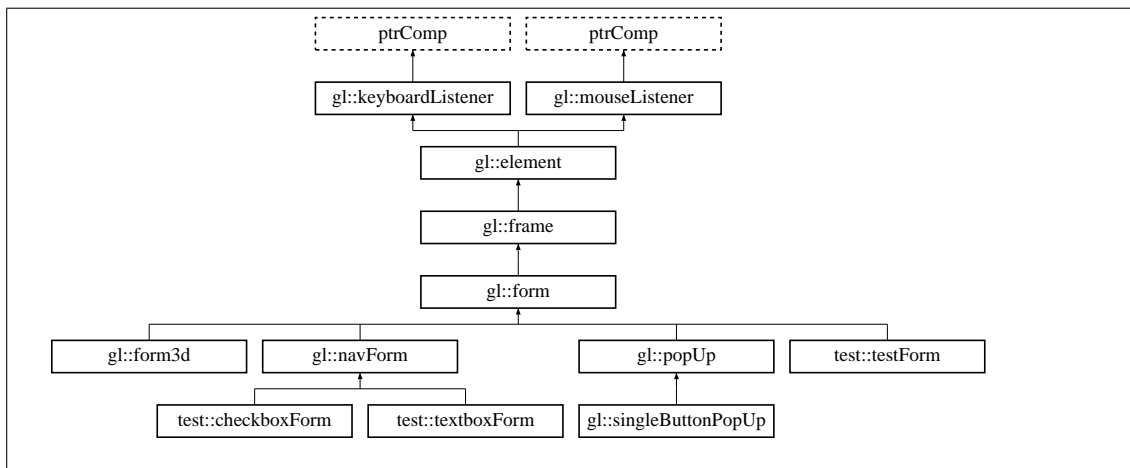 ptrComp
ptrComp
gl::keyboardListener
gl::mouseListener
gl::element
gl::frame
gl::form
gl::form3d
gl::navForm
gl::popUp
test::testForm
test::checkboxForm
test::textboxForm
gl::singleButtonPopUp